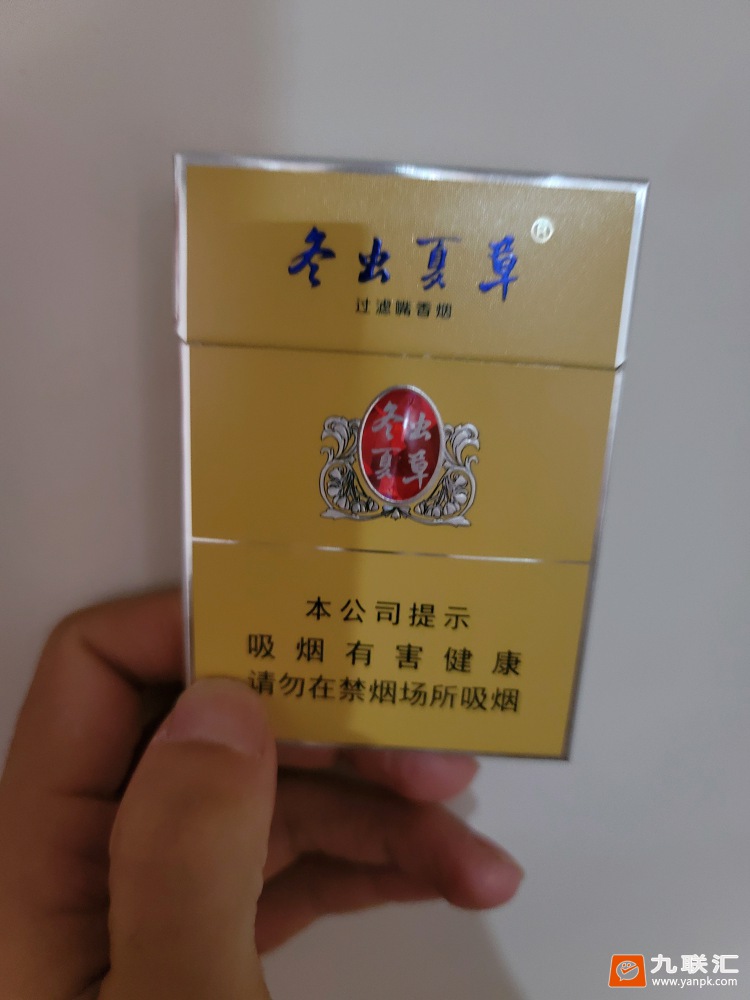 冬虫夏草®
过滤嘴香烟
冬虫
夏草
本公司提示
吸烟有害健康
请勿在禁烟场所吸烟
九联汇
www.yanpk.com